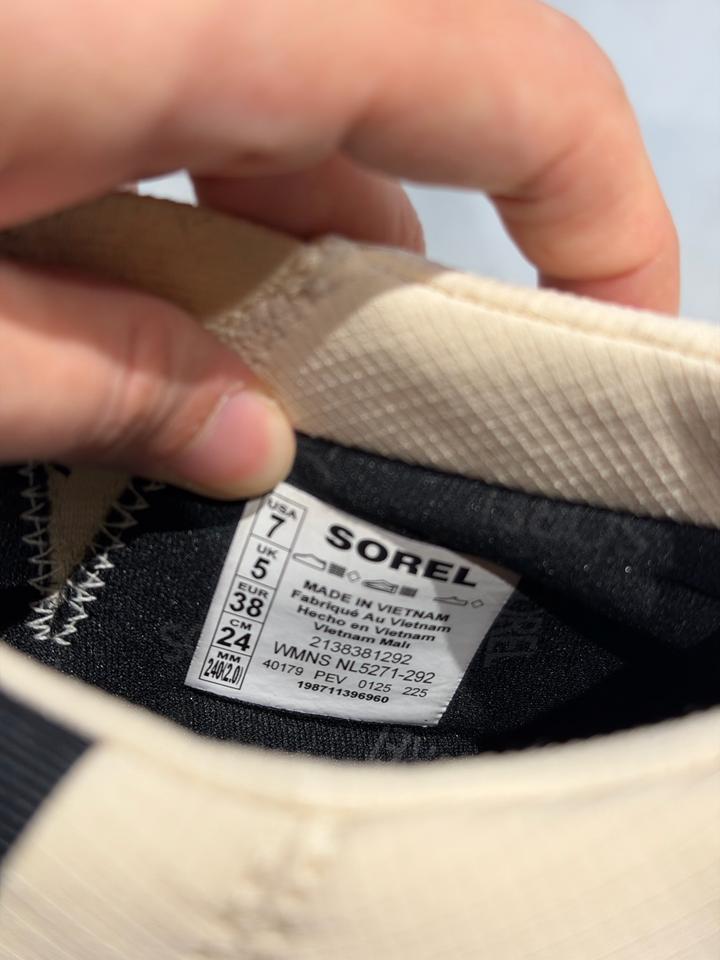 USA
7
UK
5
EUR
38
CM
24
MM
240(2.0)
SOREL
MADE IN VIETNAM
Fabriqué Au Vietnam
Hecho en Vietnam
Vietnam Malı
2138381292
WMNS NL5271-292
40179 PEV 0125 225
198711396960